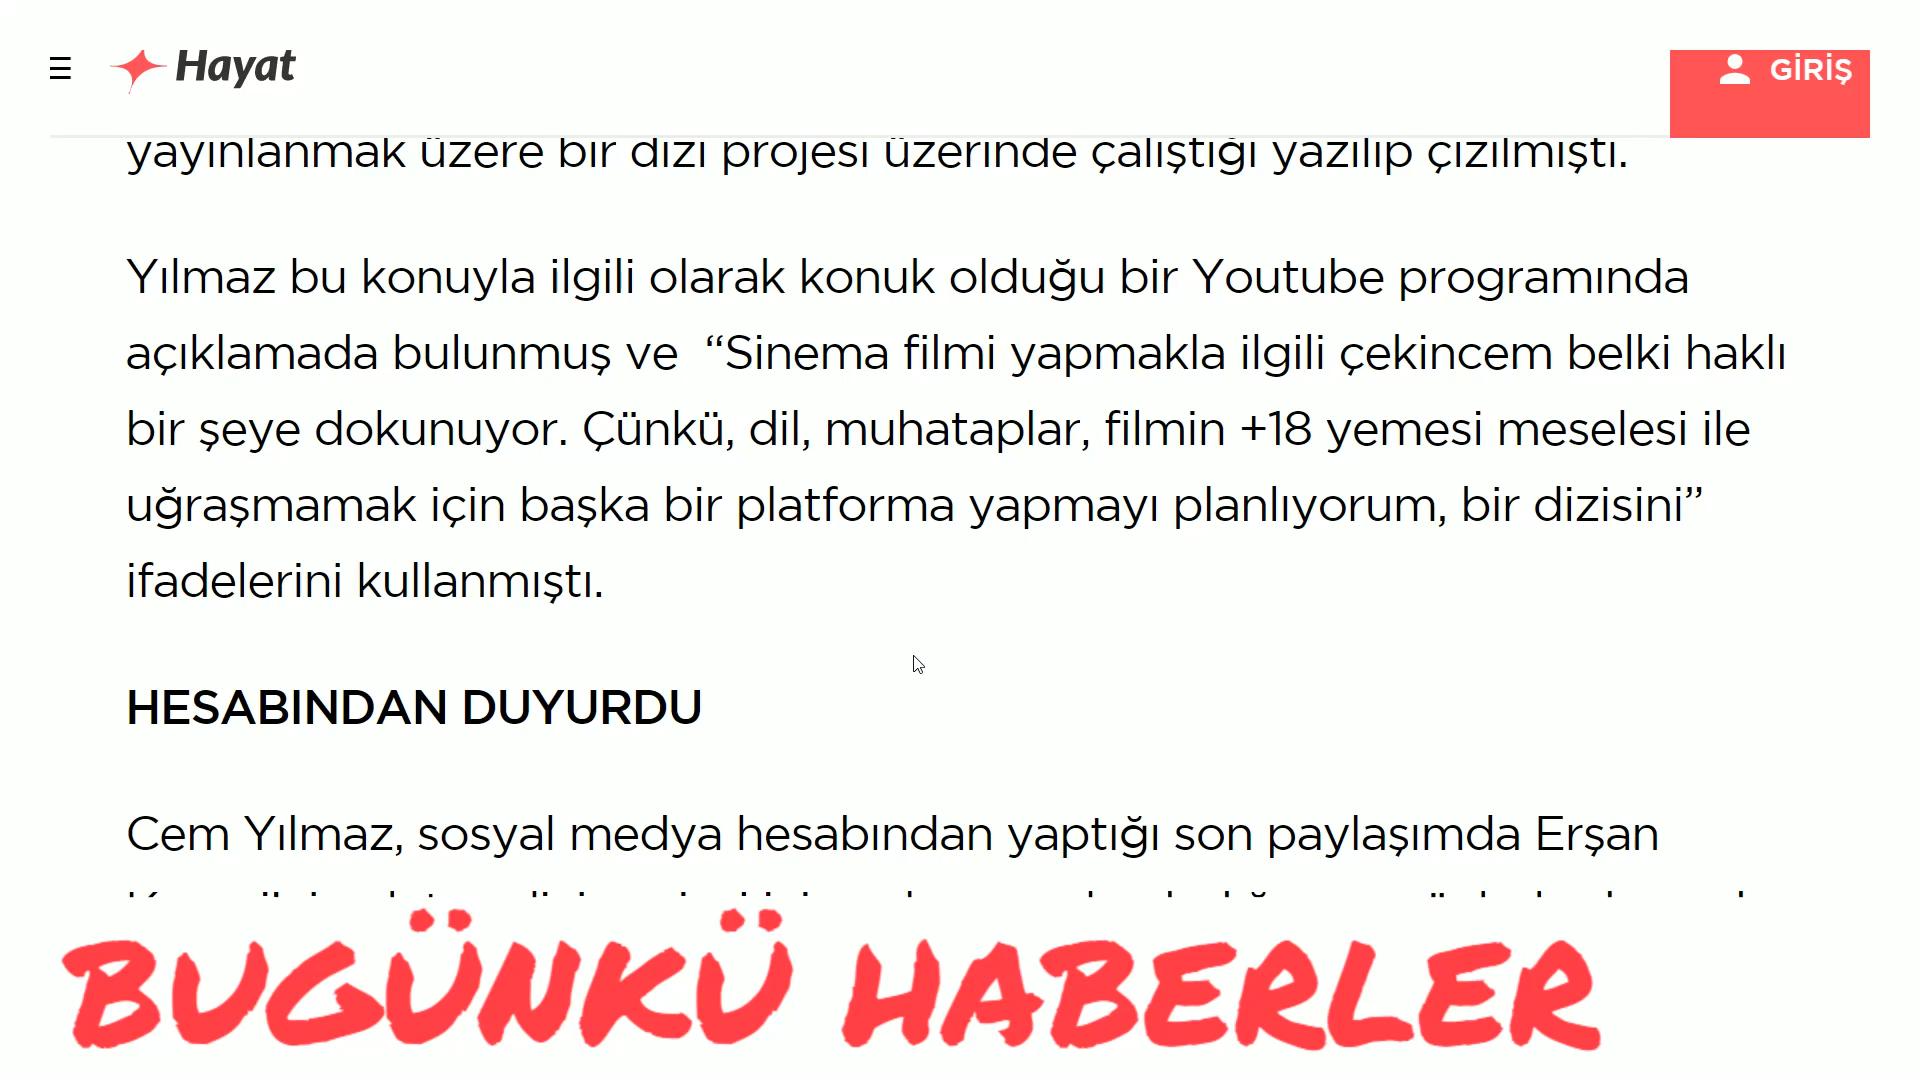 Hayat
GİRİŞ
yayınlanmak üzere bir dizi projesi üzerinde çalıştığı yazılıp çizilmişti.
Yılmaz bu konuyla ilgili olarak konuk olduğu bir Youtube programında
açıklamada bulunmuş ve “Sinema filmi yapmakla ilgili çekincem belki haklı
bir şeye dokunuyor. Çünkü, dil, muhataplar, filmin +18 yemesi meselesi ile
uğraşmamak için başka bir platforma yapmayı planlıyorum, bir dizisini”
ifadelerini kullanmıştı.
HESABINDAN DUYURDU
Cem Yılmaz, sosyal medya hesabından yaptığı son paylaşımda Erşan
BUGÜNKÜ HABERLER